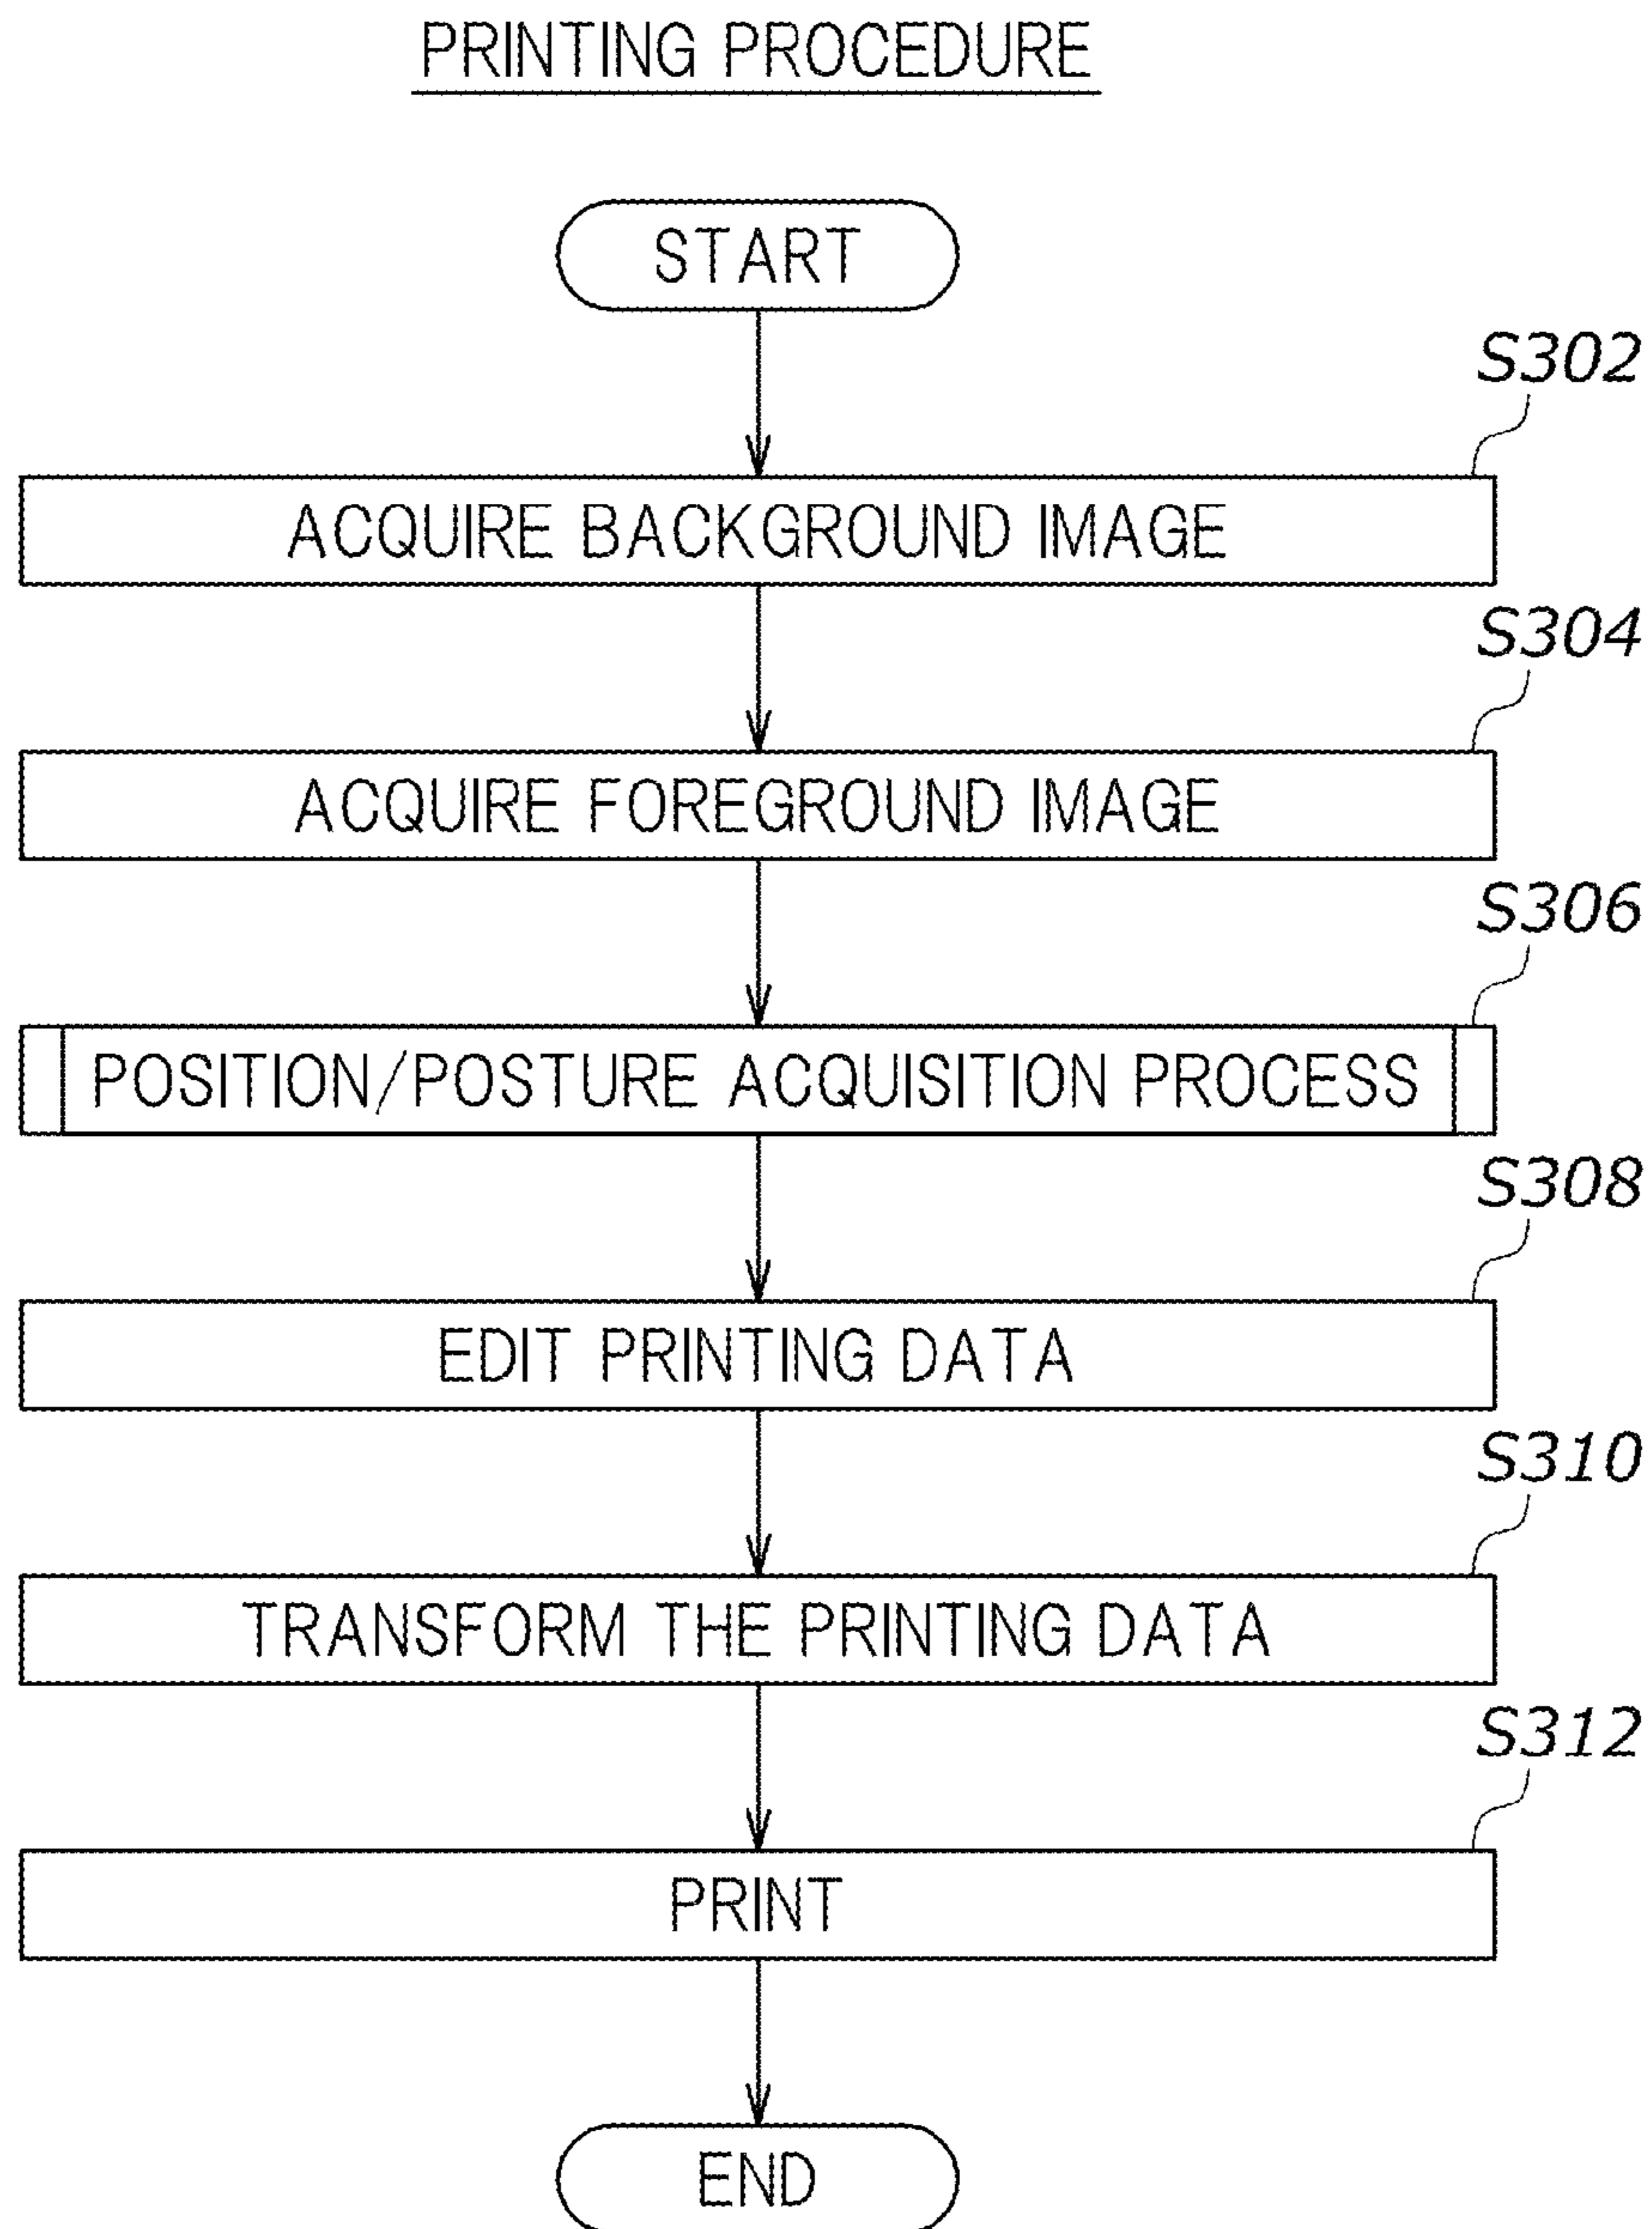 PRINTING PROCEDURE
START
S302
ACQUIRE BACKGROUND IMAGE
S304
ACQUIRE FOREGROUND IMAGE
S306
POSITION/POSTURE ACQUISITION PROCESS
S308
EDIT PRINTING DATA
S310
TRANSFORM THE PRINTING DATA
S312
PRINT
END